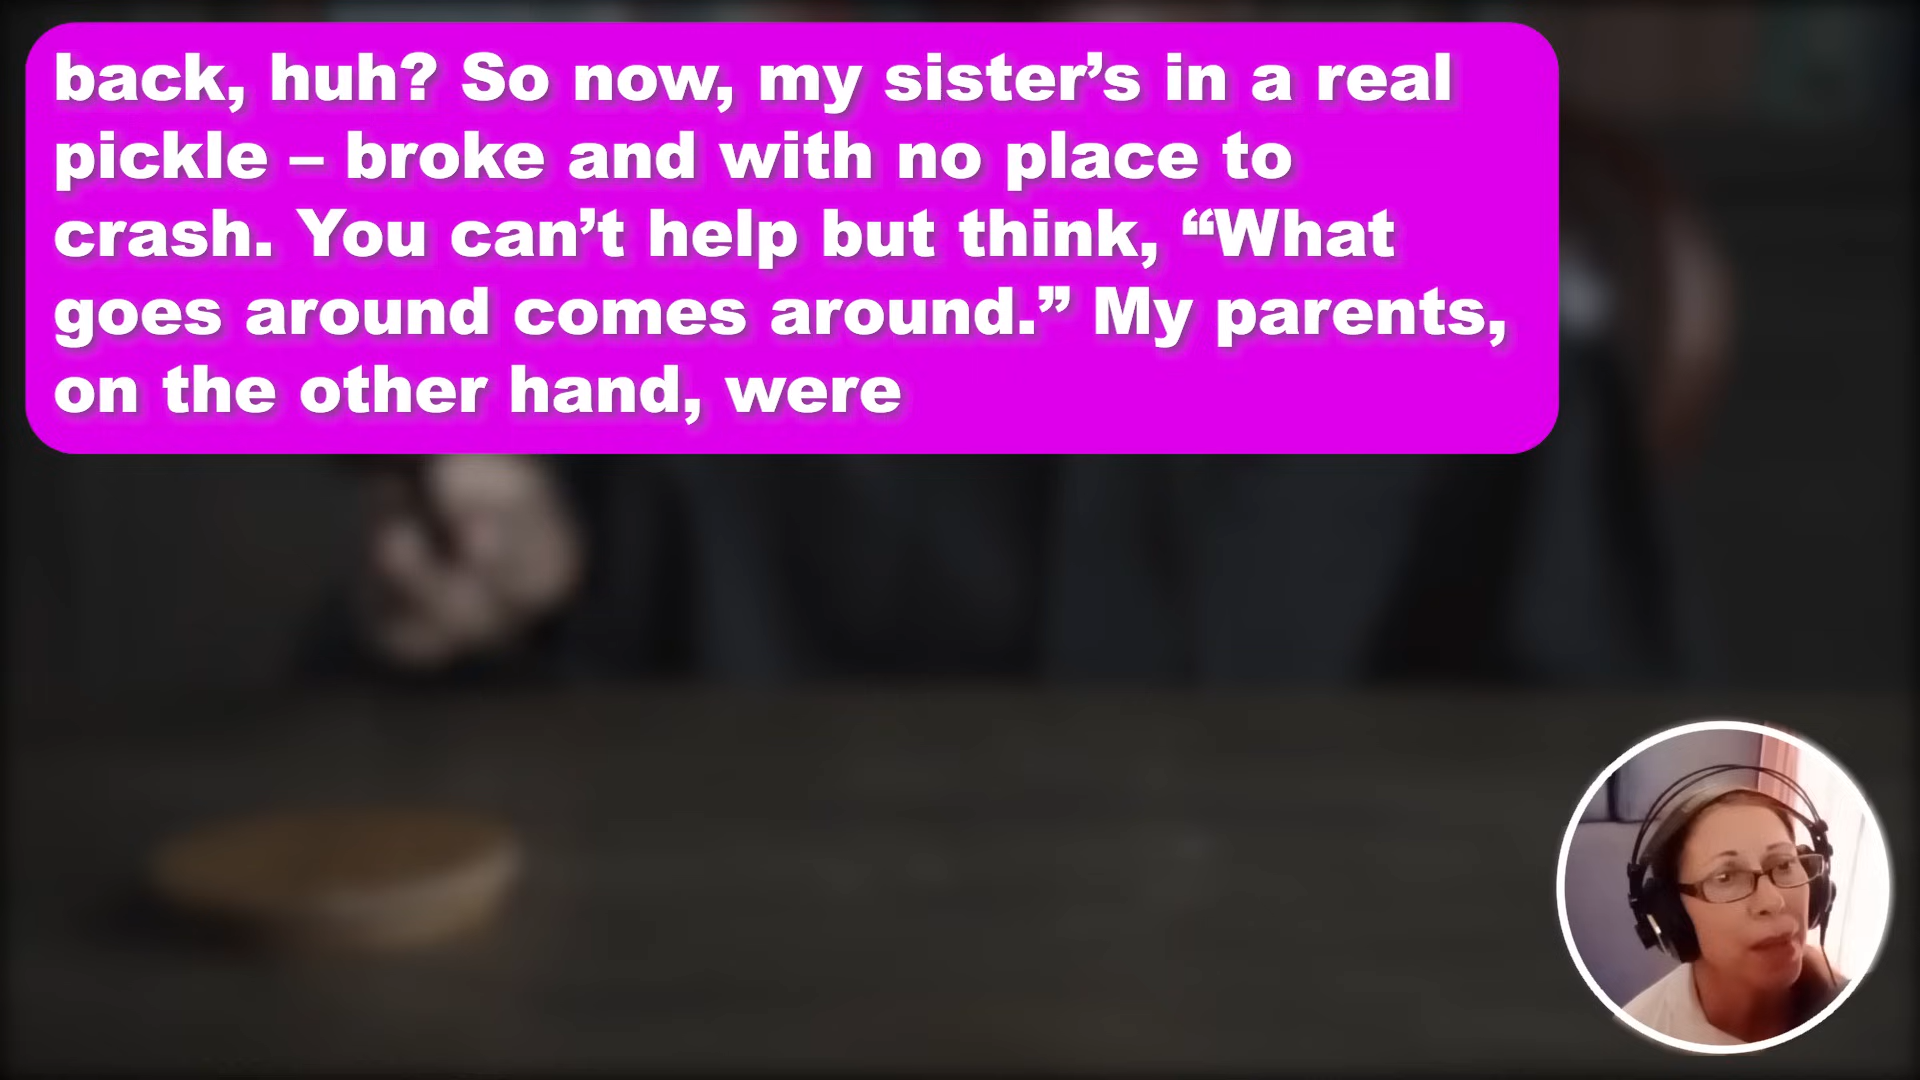 back, huh? So now, my sister’s in a real
pickle – broke and with no place to
crash. You can’t help but think, “What
goes around comes around.” My parents,
on the other hand, were